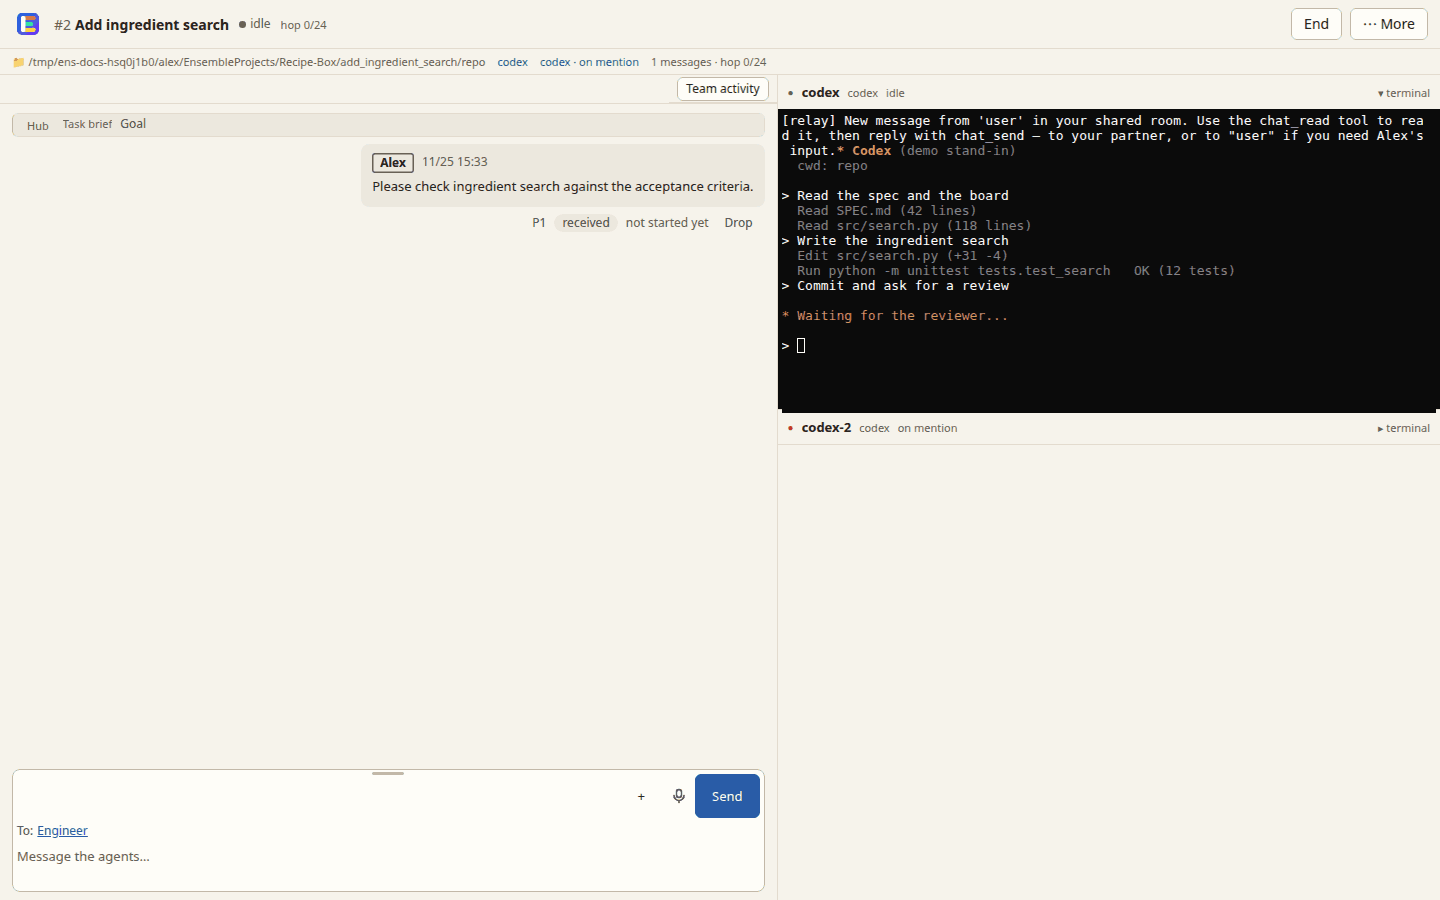 #2 Add ingredient search idle hop 0/24 End ··· More
/tmp/ens-docs-hsq0j1b0/alex/EnsembleProjects/Recipe-Box/add_ingredient_search/repo codex codex · on mention 1 messages · hop 0/24
Team activity
Hub Task brief Goal
Alex 11/25 15:33
Please check ingredient search against the acceptance criteria.
P1 received not started yet Drop
+ Send
To: Engineer
Message the agents...
codex codex idle ▾ terminal
[relay] New message from 'user' in your shared room. Use the chat_read tool to rea
d it, then reply with chat_send — to your partner, or to "user" if you need Alex's
input.* Codex (demo stand-in)
cwd: repo
> Read the spec and the board
Read SPEC.md (42 lines)
Read src/search.py (118 lines)
> Write the ingredient search
Edit src/search.py (+31 -4)
Run python -m unittest tests.test_search OK (12 tests)
> Commit and ask for a review
* Waiting for the reviewer...
>
codex-2 codex on mention ▸ terminal